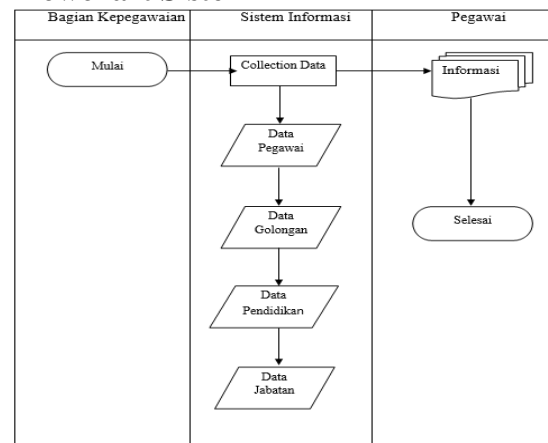 Bagian Kepegawaian
Sistem Informasi
Pegawai
Mulai
Collection Data
Informasi
Data
Pegawai
Data
Golongan
Data
Pendidikan
Data
Jabatan
Selesai